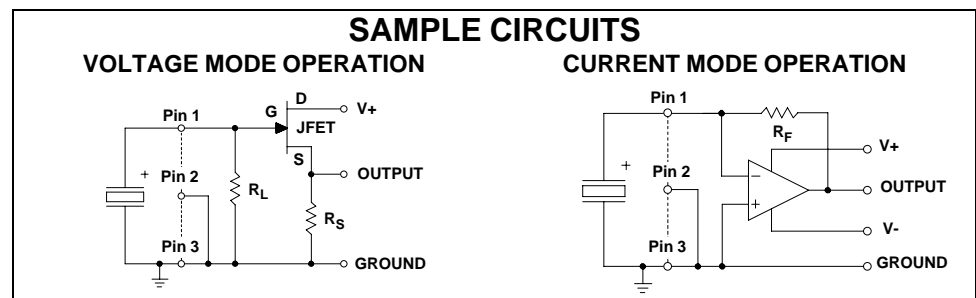 SAMPLE CIRCUITS
VOLTAGE MODE OPERATION
Pin 1
G
D
JFET
V+
S
+
Pin 2
RL
OUTPUT
RS
Pin 3
GROUND
CURRENT MODE OPERATION
Pin 1
RF
V+
+
Pin 2
−
+
OUTPUT
V-
Pin 3
GROUND